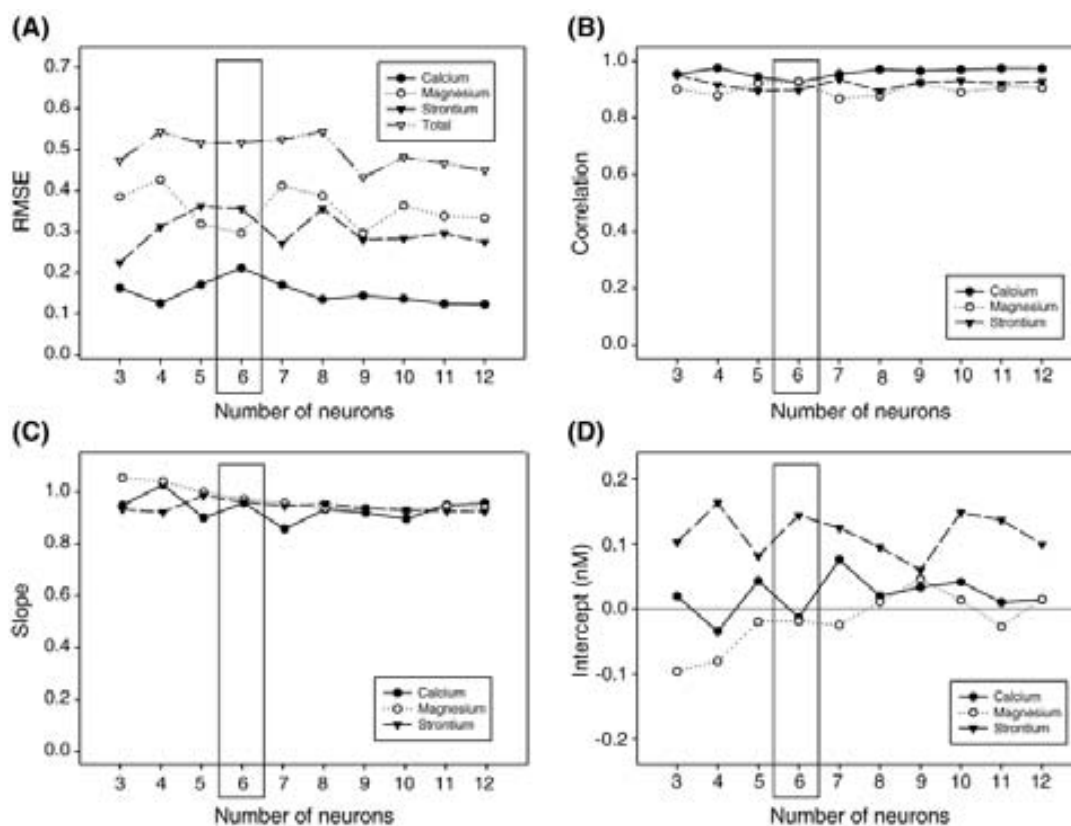 (A)
RMSE
0.7
0.6
0.5
0.4
0.3
0.2
0.1
0.0
Calcium
Magnesium
Strontium
Total
3 4 5 6 7 8 9 10 11 12
Number of neurons
(B)
Correlation
1.0
0.8
0.6
0.4
0.2
0.0
Calcium
Magnesium
Strontium
3 4 5 6 7 8 9 10 11 12
Number of neurons
(C)
Slope
1.0
0.8
0.6
0.4
0.2
0.0
Calcium
Magnesium
Strontium
3 4 5 6 7 8 9 10 11 12
Number of neurons
(D)
Intercept (nM)
0.2
0.1
0.0
-0.1
-0.2
Calcium
Magnesium
Strontium
3 4 5 6 7 8 9 10 11 12
Number of neurons